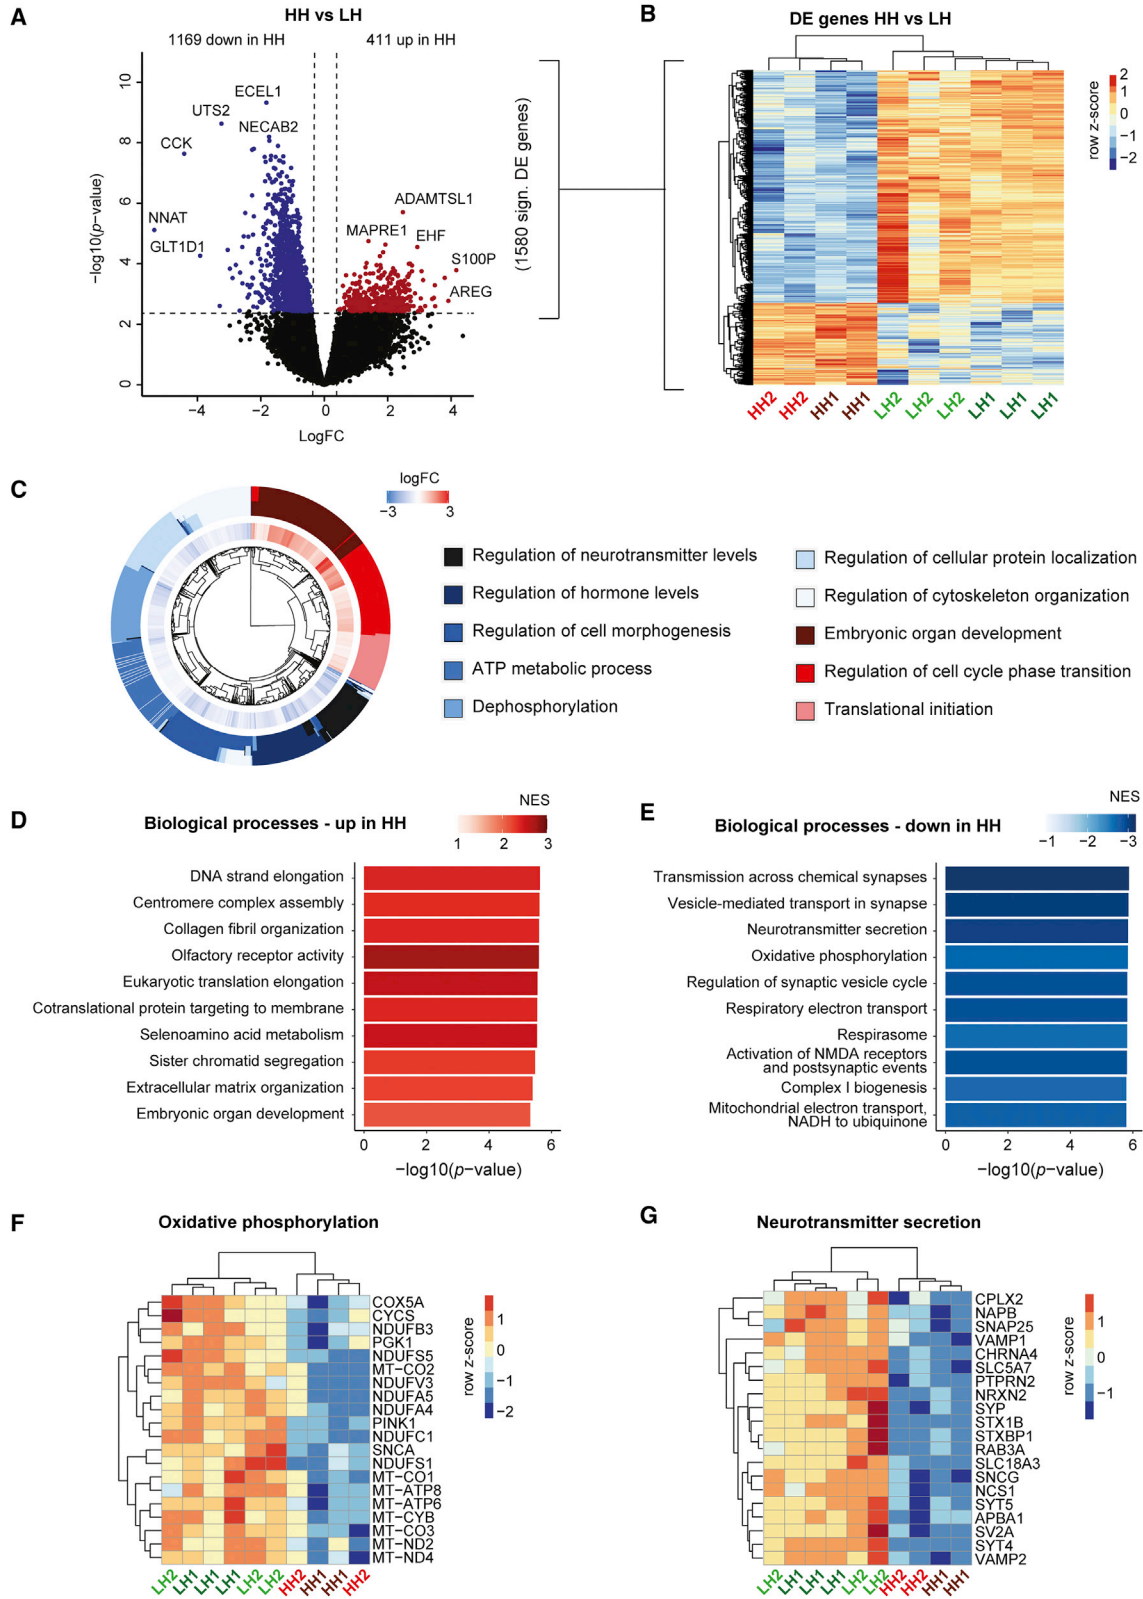 A
HH vs LH
1169 down in HH
411 up in HH
ECEL1
UTS2
NECAB2
CCK
NNAT
GLT1D1
ADAMTSL1
MAPRE1
EHF
S100P
AREG
−log10(p−value)
10
8
6
4
2
0
−4
−2
0
2
4
LogFC
(1580 sign. DE genes)
B
DE genes HH vs LH
row z-score
2
1
0
−1
−2
HH2
HH2
HH1
HH1
LH2
LH2
LH2
LH1
LH1
LH1
C
logFC
−3
3
Regulation of neurotransmitter levels
Regulation of hormone levels
Regulation of cell morphogenesis
ATP metabolic process
Dephosphorylation
Regulation of cellular protein localization
Regulation of cytoskeleton organization
Embryonic organ development
Regulation of cell cycle phase transition
Translational initiation
D
Biological processes - up in HH
NES
1
2
3
DNA strand elongation
Centromere complex assembly
Collagen fibril organization
Olfactory receptor activity
Eukaryotic translation elongation
Cotranslational protein targeting to membrane
Selenoamino acid metabolism
Sister chromatid segregation
Extracellular matrix organization
Embryonic organ development
0
2
4
6
−log10(p−value)
E
Biological processes - down in HH
NES
−1
−2
−3
Transmission across chemical synapses
Vesicle-mediated transport in synapse
Neurotransmitter secretion
Oxidative phosphorylation
Regulation of synaptic vesicle cycle
Respiratory electron transport
Respirasome
Activation of NMDA receptors
and postsynaptic events
Complex I biogenesis
Mitochondrial electron transport,
NADH to ubiquinone
0
2
4
6
−log10(p−value)
F
Oxidative phosphorylation
COX5A
CYCS
NDUFB3
PGK1
NDUFS5
MT−CO2
NDUFV3
NDUFA5
NDUFA4
PINK1
NDUFC1
SNCA
NDUFS1
MT−CO1
MT−ATP8
MT−ATP6
MT−CYB
MT−CO3
MT−ND2
MT−ND4
row z-score
1
0
−1
−2
LH2
LH1
LH1
LH1
LH2
LH2
HH2
HH1
HH1
HH2
G
Neurotransmitter secretion
CPLX2
NAPB
SNAP25
VAMP1
CHRNA4
SLC5A7
PTPRN2
NRXN2
SYP
STX1B
STXBP1
RAB3A
SLC18A3
SNCG
NCS1
SYT5
APBA1
SV2A
SYT4
VAMP2
row z-score
1
0
−1
LH2
LH1
LH1
LH1
LH2
LH2
HH2
HH2
HH1
HH1